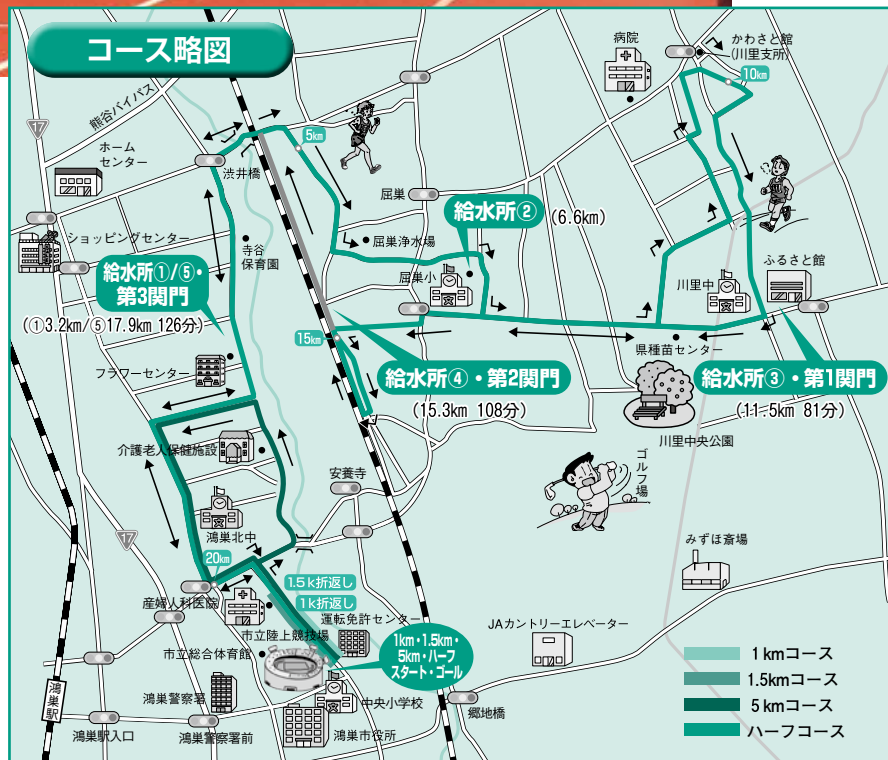 コース略図
病院
かわさと館
(川里支所)
10km
熊谷バイパス
17
ホーム
センター
5km
渋井橋
屈巣
給水所②
(6.6km)
ショッピングセンター
寺谷
保育園
屈巣浄水場
給水所①/⑤・
第3関門
(①3.2km/⑤17.9km 126分)
屈巣小
川里中
ふるさと館
15km
県種苗センター
フラワーセンター
給水所④・第2関門
(15.3km 108分)
給水所③・第1関門
(11.5km 81分)
川里中央公園
介護老人保健施設
安養寺
ゴルフ場
鴻巣北中
17
20km
みずほ斎場
1.5k折返し
1k折返し
産婦人科医院
運転免許センター
市立陸上競技場
1km・1.5km・
5km・ハーフ
スタート・ゴール
JAカントリーエレベーター
市立総合体育館
1kmコース
1.5kmコース
5kmコース
ハーフコース
鴻巣駅
鴻巣警察署
中央小学校
郷地橋
鴻巣駅入口
鴻巣警察署前
鴻巣市役所